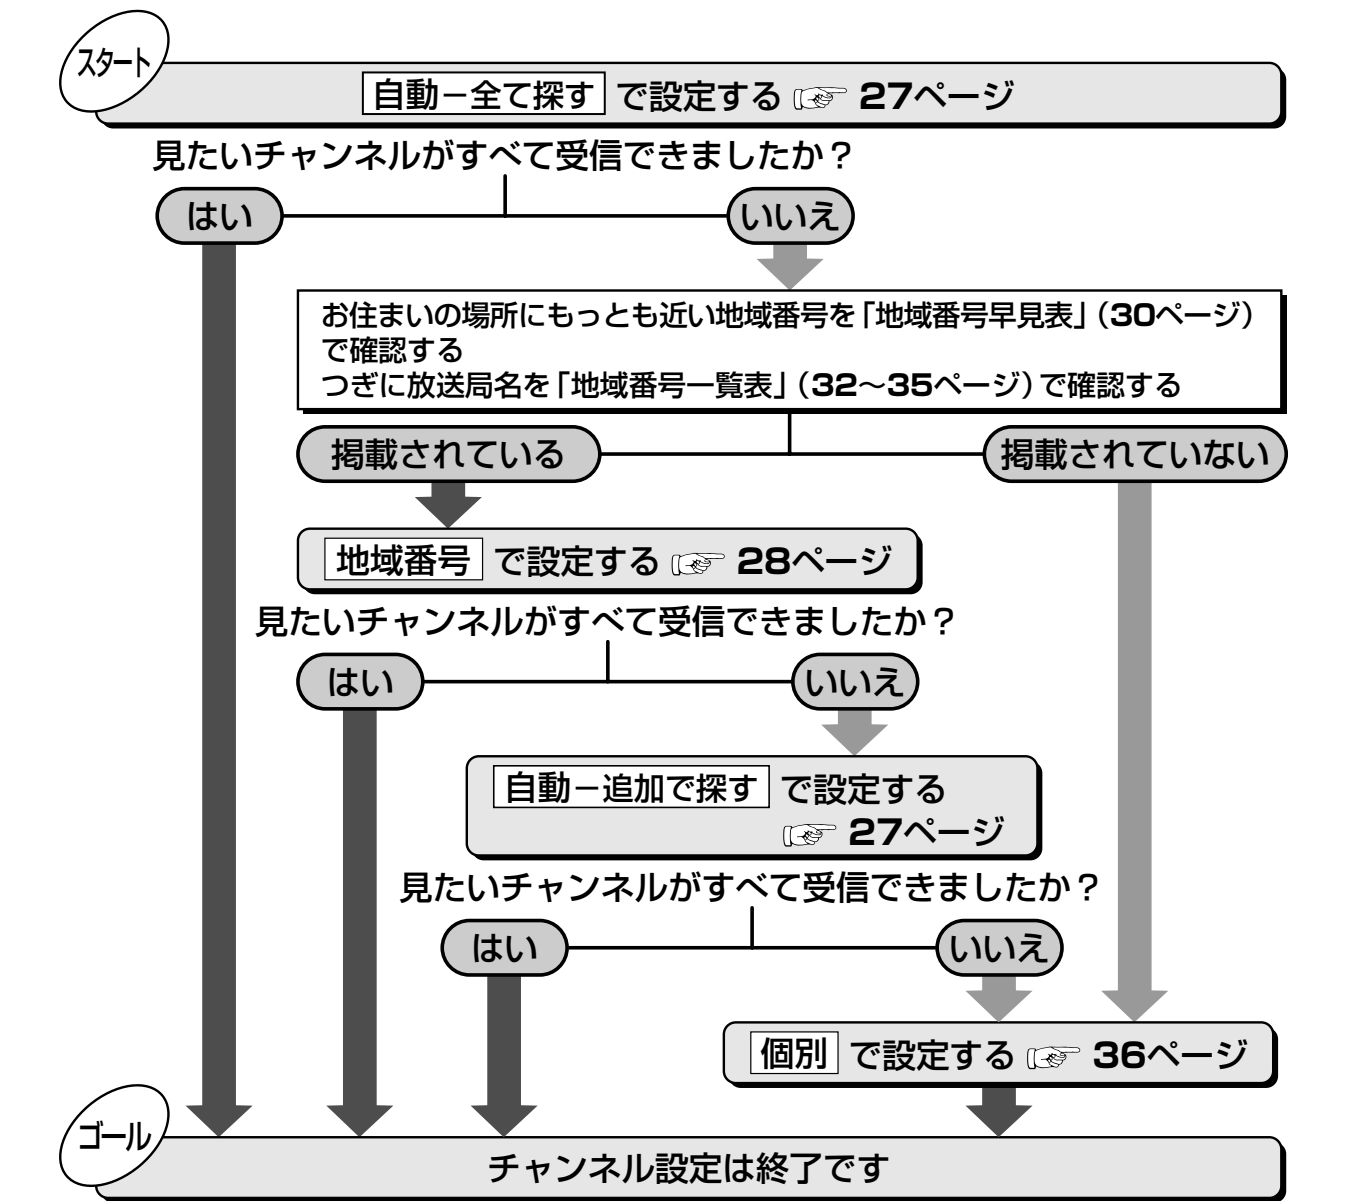 スタート
自動－全て探す で設定する ☞ 27ページ
見たいチャンネルがすべて受信できましたか？
はい
いいえ
お住まいの場所にもっとも近い地域番号を「地域番号早見表」（30ページ）
で確認する
つぎに放送局名を「地域番号一覧表」（32～35ページ）で確認する
掲載されている
掲載されていない
地域番号 で設定する ☞ 28ページ
見たいチャンネルがすべて受信できましたか？
はい
いいえ
自動－追加で探す で設定する
☞ 27ページ
見たいチャンネルがすべて受信できましたか？
はい
いいえ
個別 で設定する ☞ 36ページ
ゴール
チャンネル設定は終了です